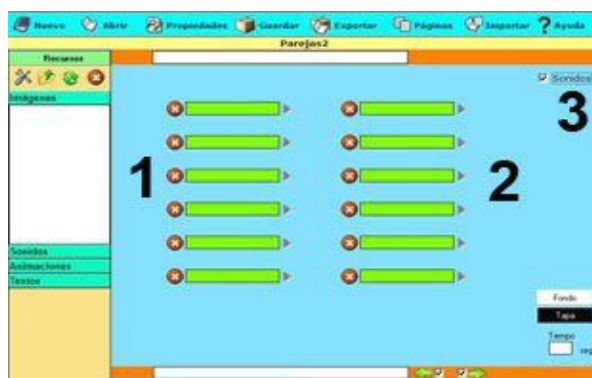 Nuevo Abrir Propiedades Guardar Exportar Páginas Importar ? Ayuda
Parejas2
Recursos
Imágenes
Sonidos
Animaciones
Textos
1
2
Sonidos
3
Fondo
Tapa
Tiempo
seg